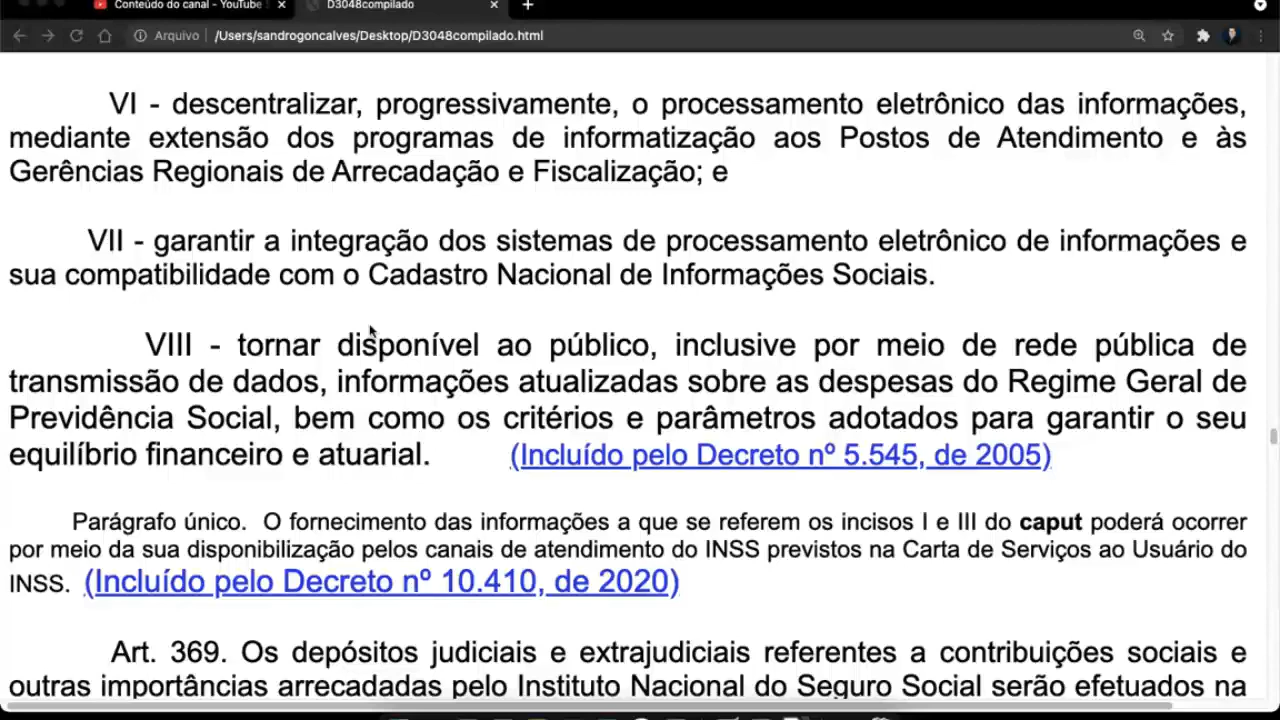 Conteúdo do canal - YouTube
D3048compilado
Arquivo
/Users/sandrogoncalves/Desktop/D3048compilado.html
VI - descentralizar, progressivamente, o processamento eletrônico das informações,
mediante extensão dos programas de informatização aos Postos de Atendimento e às
Gerências Regionais de Arrecadação e Fiscalização; e
VII - garantir a integração dos sistemas de processamento eletrônico de informações e
sua compatibilidade com o Cadastro Nacional de Informações Sociais.
VIII - tornar disponível ao público, inclusive por meio de rede pública de
transmissão de dados, informações atualizadas sobre as despesas do Regime Geral de
Previdência Social, bem como os critérios e parâmetros adotados para garantir o seu
equilíbrio financeiro e atuarial. (Incluído pelo Decreto nº 5.545, de 2005)
Parágrafo único. O fornecimento das informações a que se referem os incisos I e III do caput poderá ocorrer
por meio da sua disponibilização pelos canais de atendimento do INSS previstos na Carta de Serviços ao Usuário do
INSS. (Incluído pelo Decreto nº 10.410, de 2020)
Art. 369. Os depósitos judiciais e extrajudiciais referentes a contribuições sociais e
outras importâncias arrecadadas pelo Instituto Nacional do Seguro Social serão efetuados na